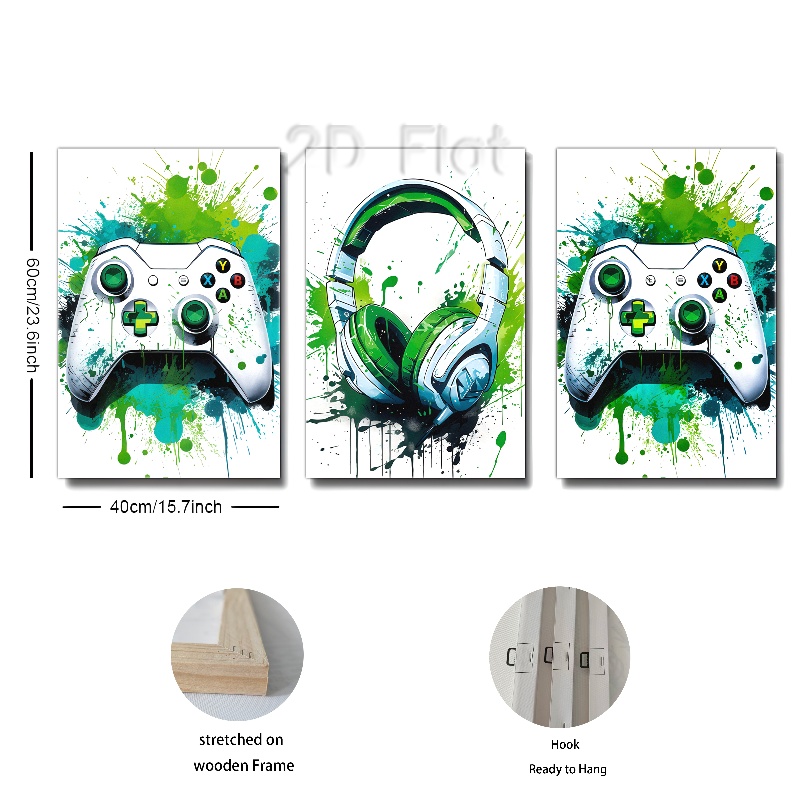 2D Flat
60cm/23.6inch
Y
X B
A
Y
X B
A
40cm/15.7inch
stretched on
wooden Frame
Hook
Ready to Hang